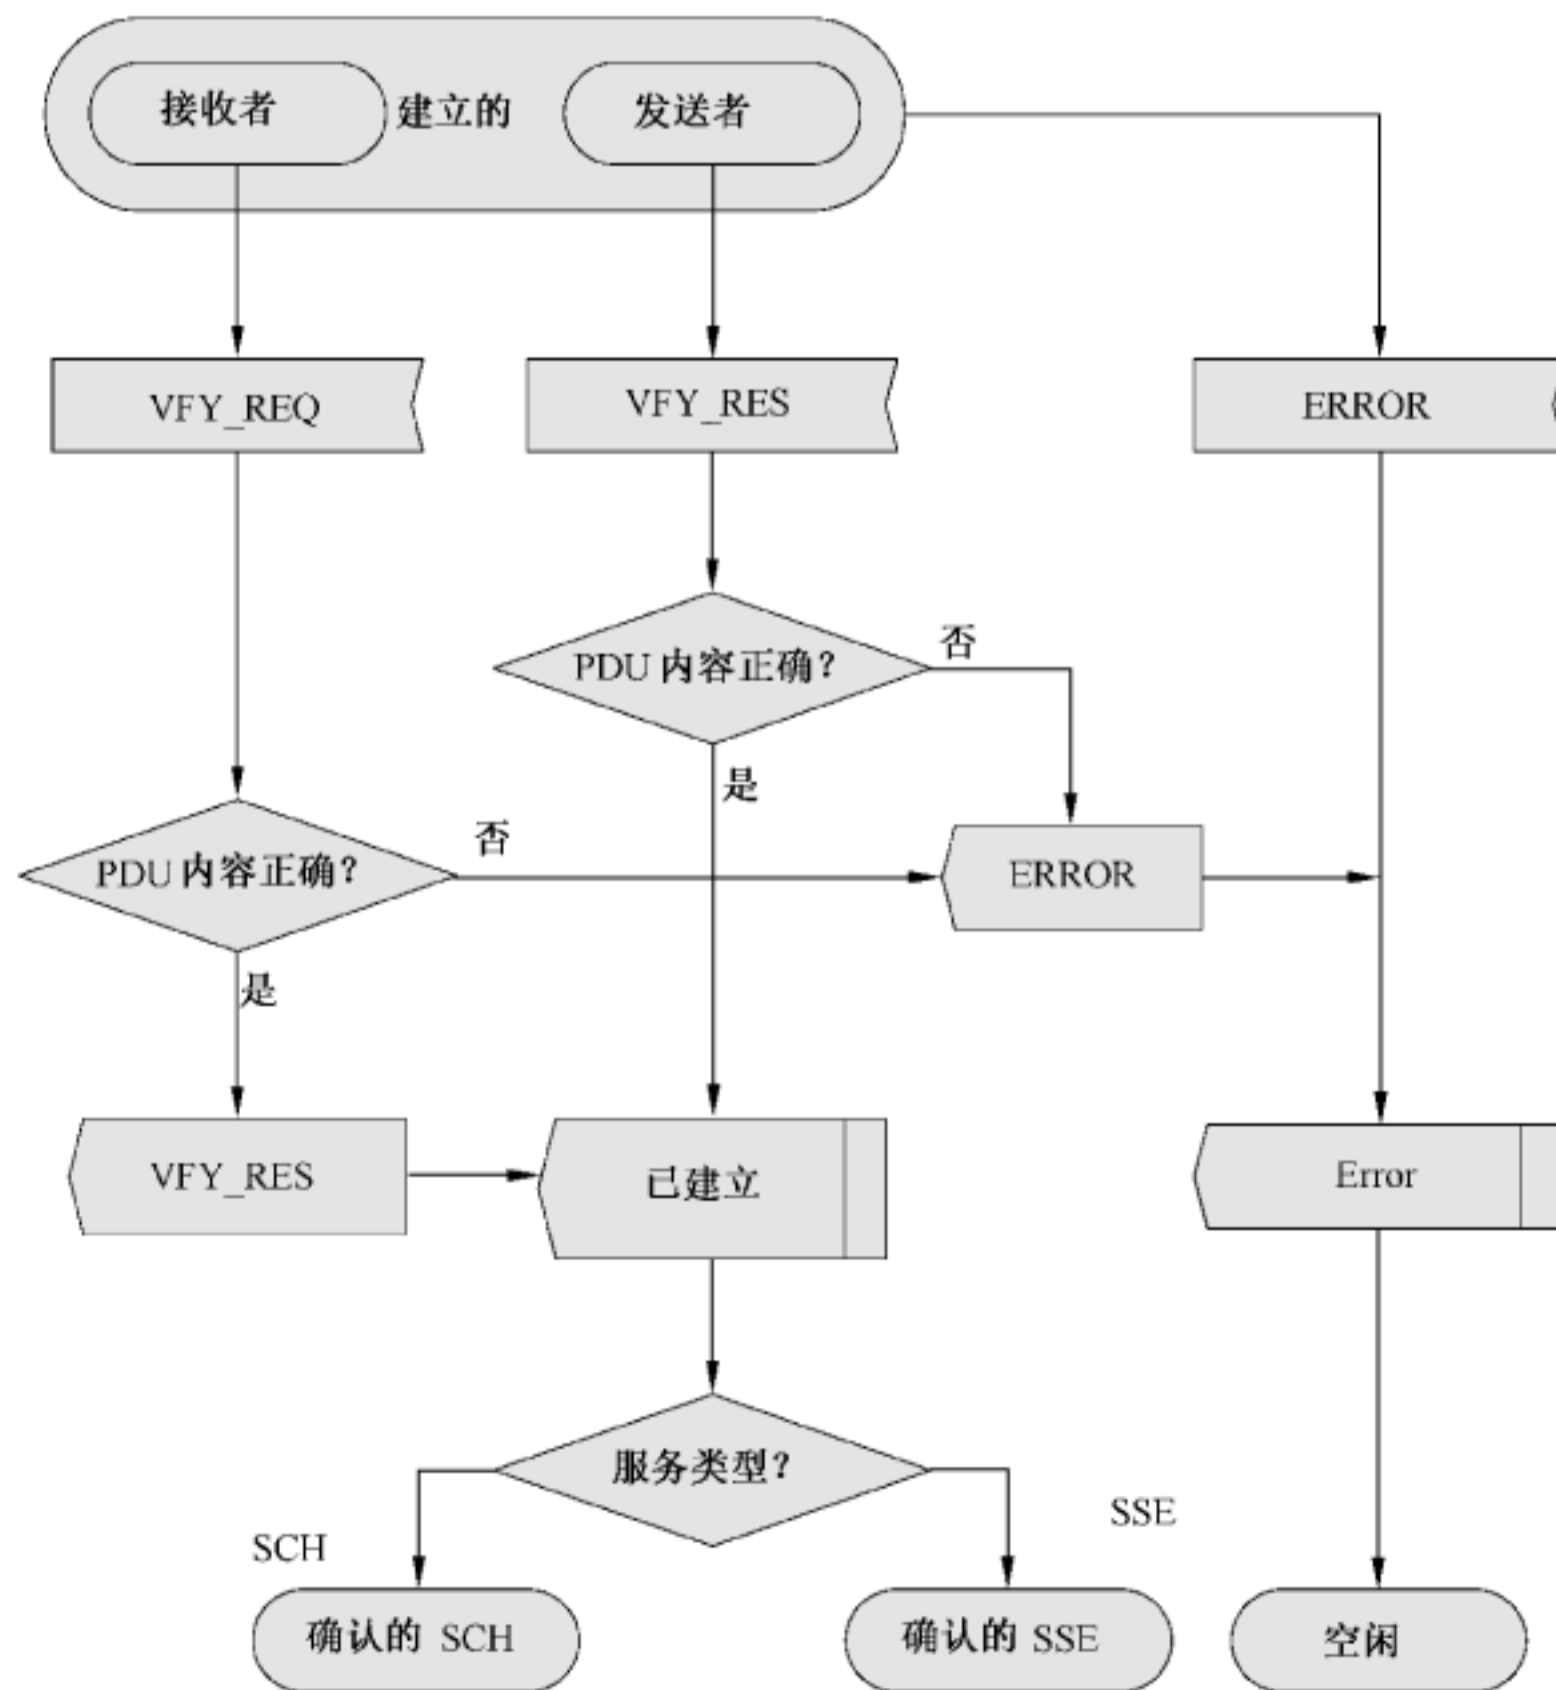 接收者
建立的
发送者
VFY_REQ
VFY_RES
ERROR
PDU 内容正确?
否
是
PDU 内容正确?
否
ERROR
是
VFY_RES
已建立
Error
服务类型?
SCH
SSE
确认的 SCH
确认的 SSE
空闲